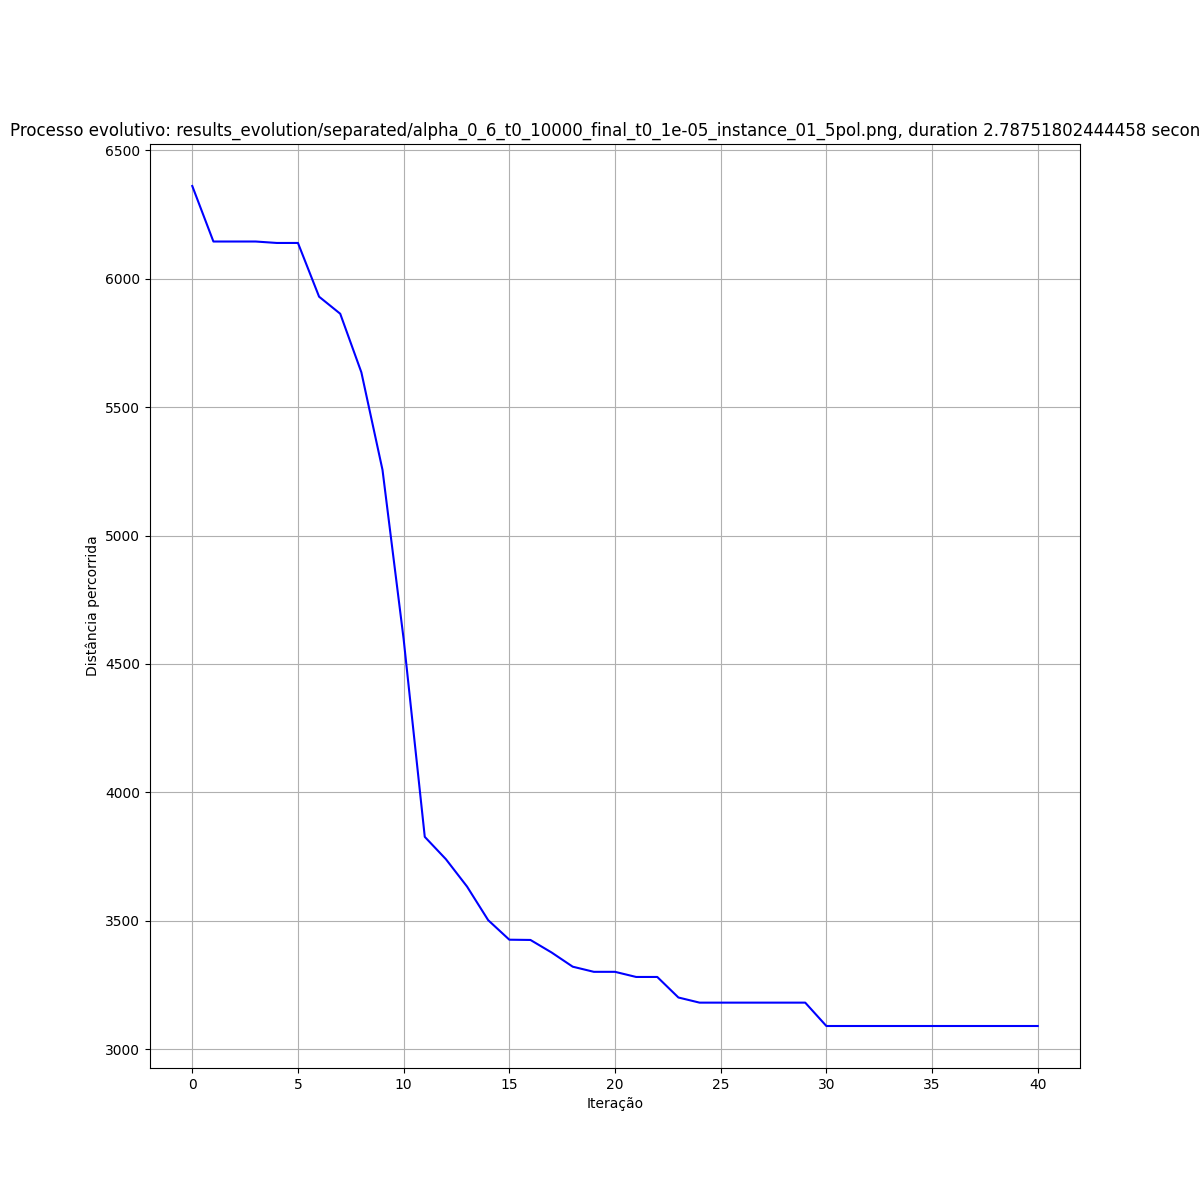 Processo evolutivo: results_evolution/separated/alpha_0_6_t0_10000_final_t0_1e-05_instance_01_5pol.png, duration 2.78751802444458 secon
6500
6000
5500
5000
4500
4000
3500
3000
Distância percorrida
0 5 10 15 20 25 30 35 40
Iteração